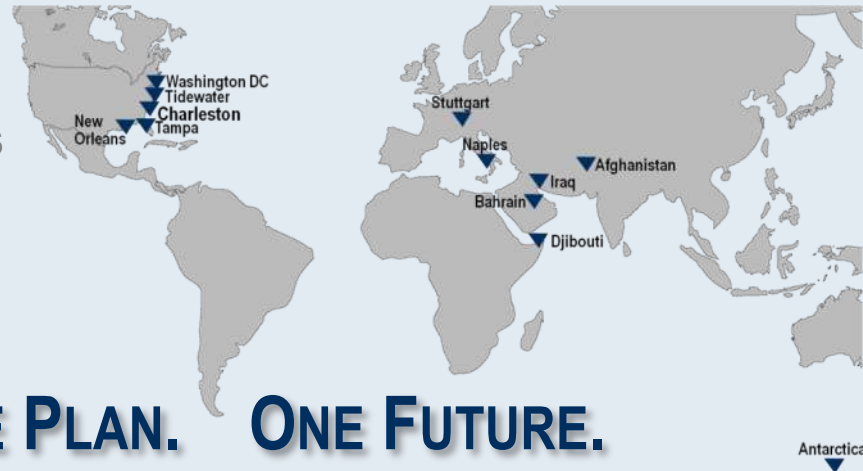 Washington DC
Tidewater
Charleston
New
Orleans
Tampa
Stuttgart
Naples
Afghanistan
Iraq
Bahrain
Djibouti
PLAN. ONE FUTURE.
Antarctica